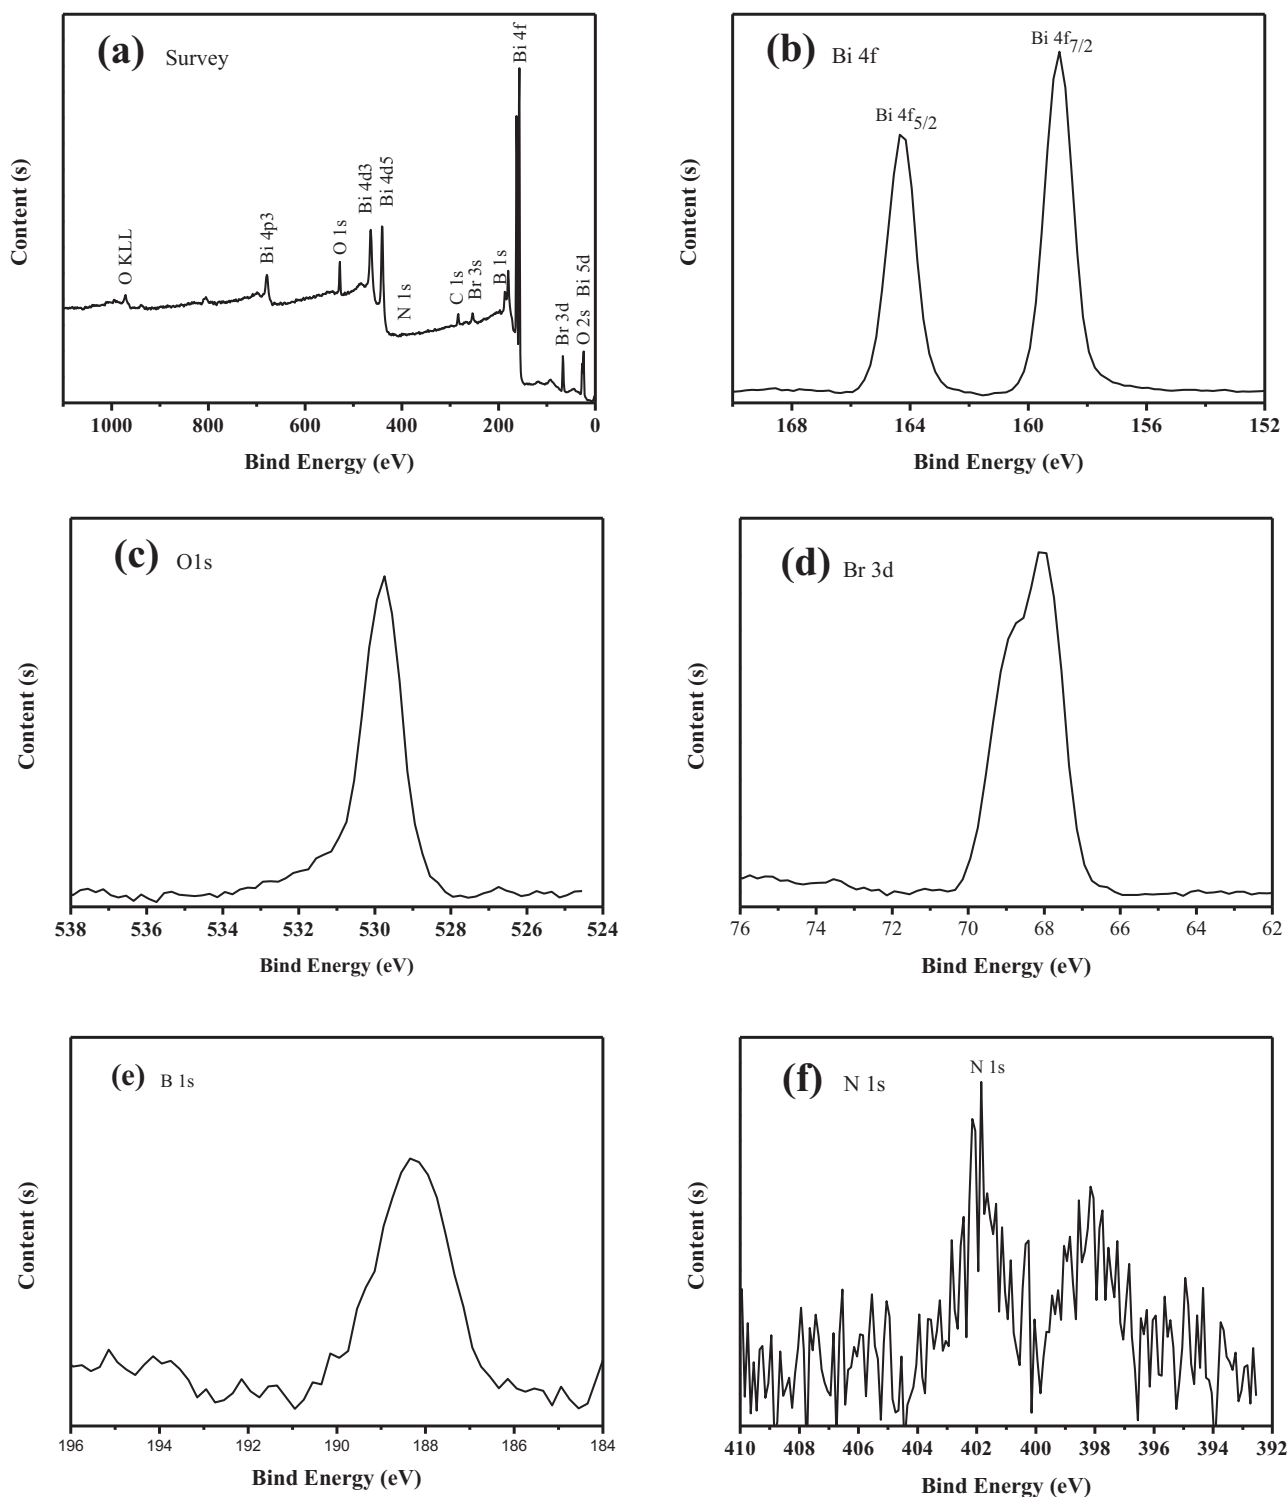 (a) Survey
Content (s)
O KLL
Bi 4p3
O 1s
Bi 4d3
Bi 4d5
N 1s
C 1s
Br 3s
B 1s
Bi 4f
Br 3d
O 2s
Bi 5d
1000 800 600 400 200 0
Bind Energy (eV)
(b) Bi 4f
Content (s)
Bi 4f5/2
Bi 4f7/2
168 164 160 156 152
Bind Energy (eV)
(c) O1s
Content (s)
538 536 534 532 530 528 526 524
Bind Energy (eV)
(d) Br 3d
Content (s)
76 74 72 70 68 66 64 62
Bind Energy (eV)
(e) B 1s
Content (s)
196 194 192 190 188 186 184
Bind Energy (eV)
(f) N 1s
Content (s)
N 1s
410 408 406 404 402 400 398 396 394 392
Bind Energy (eV)